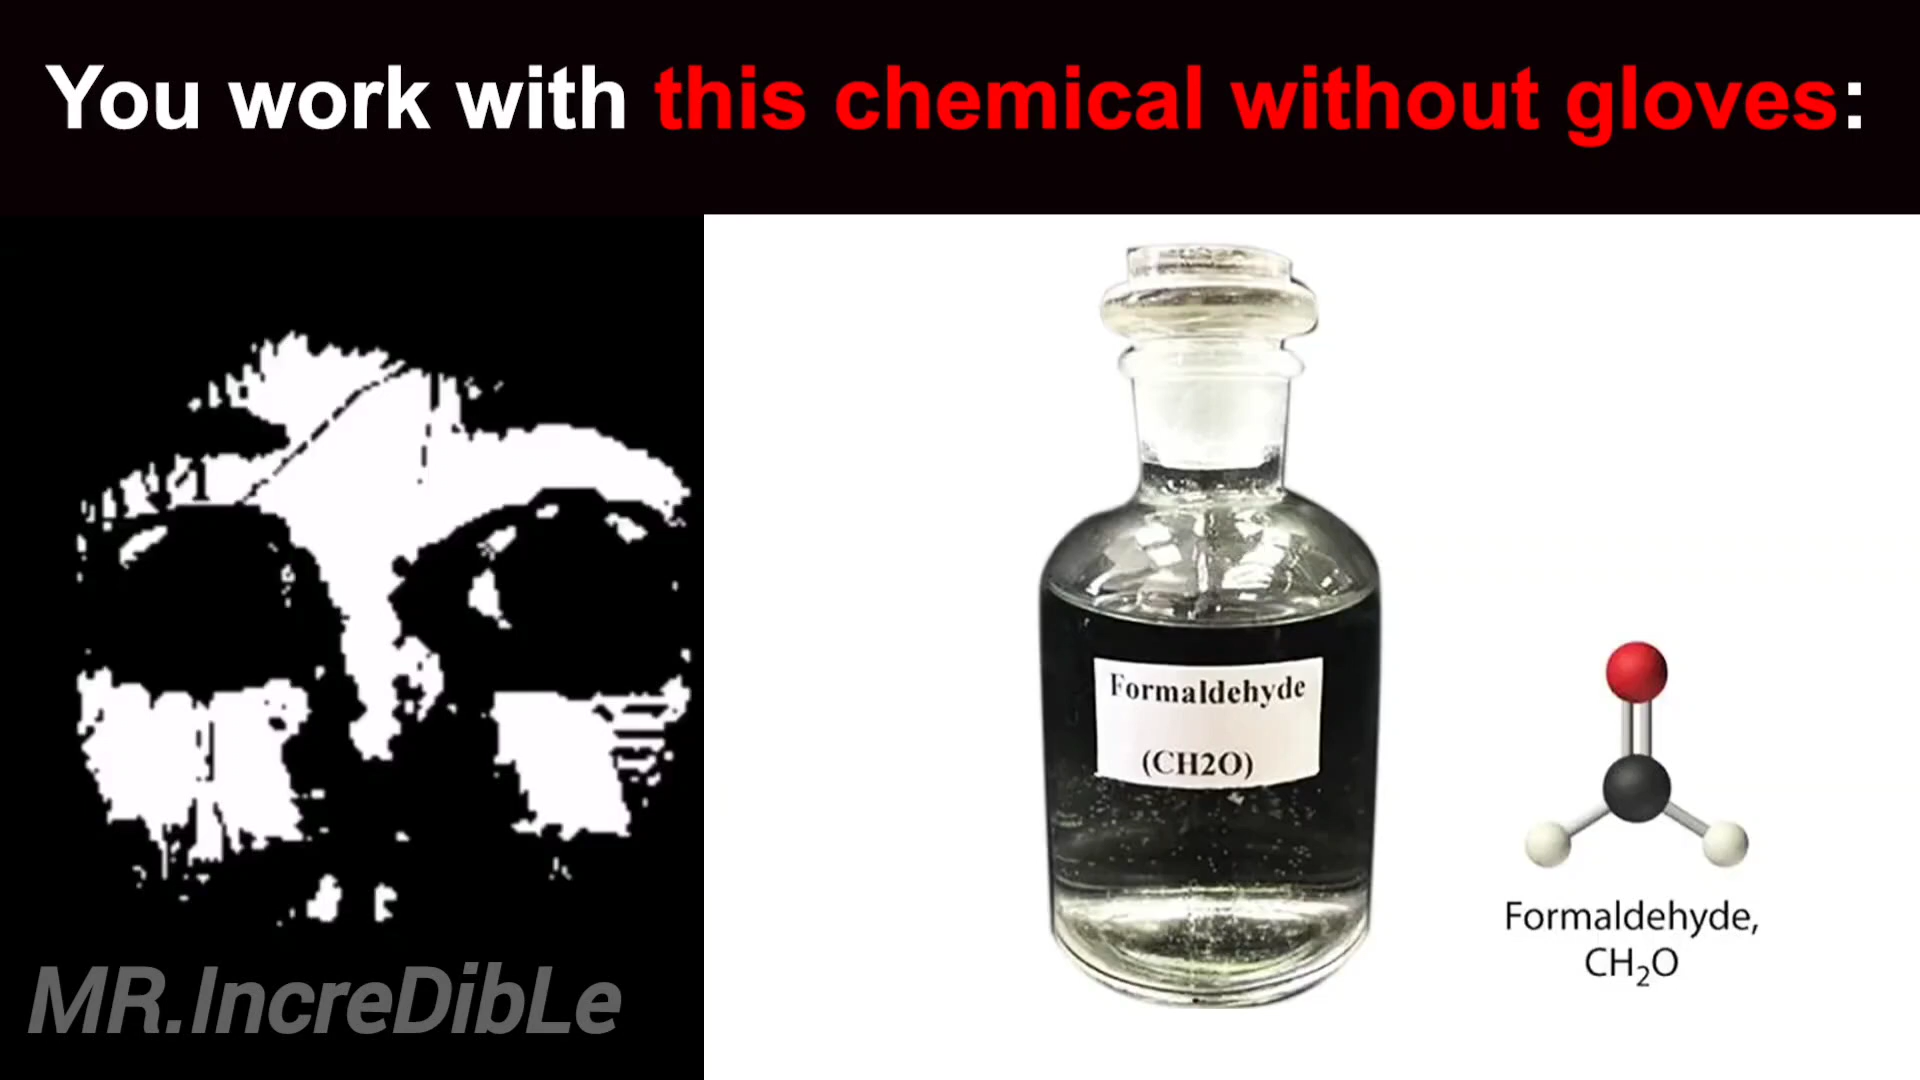 You work with this chemical without gloves:
Formaldehyde
(CH2O)
Formaldehyde,
CH₂O
MR.IncreDibLe